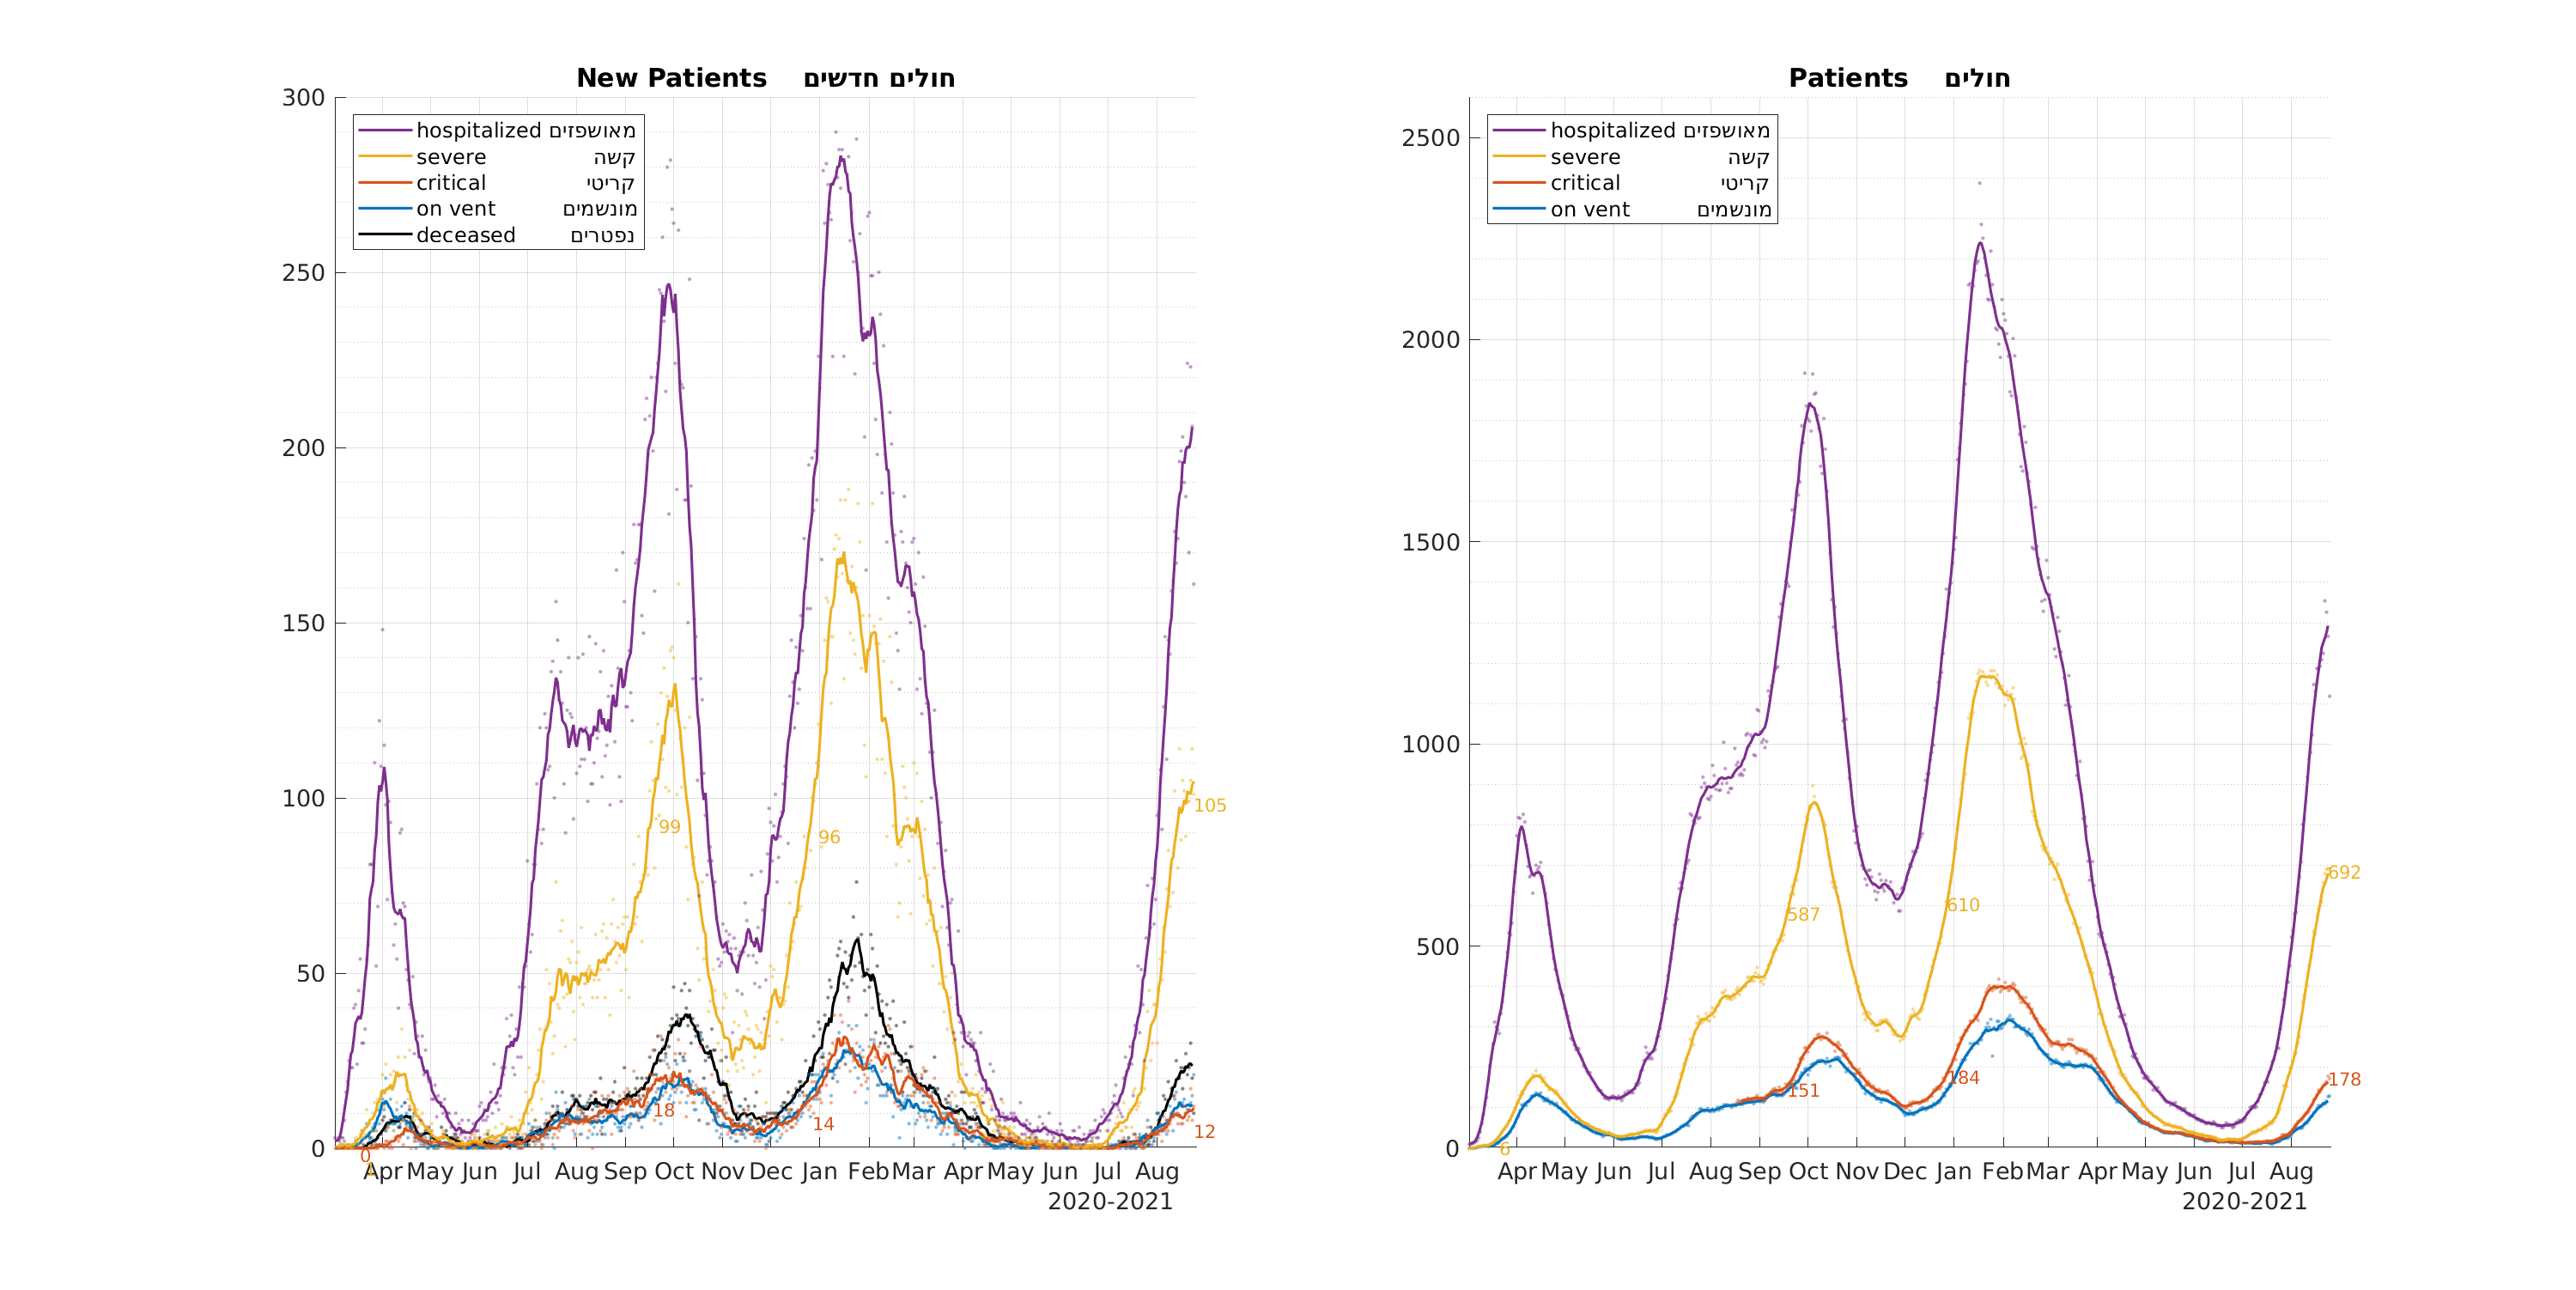 New Patients חולים חדשים
300
250
200
150
100
50
0
hospitalized מאושפזים
severe קשה
critical קריטי
on vent מונשמים
deceased נפטרים
99
96
105
18
14
12
0
1
Apr May Jun Jul Aug Sep Oct Nov Dec Jan Feb Mar Apr May Jun Jul Aug
2020-2021
Patients חולים
2500
2000
1500
1000
500
0
hospitalized מאושפזים
severe קשה
critical קריטי
on vent מונשמים
587
610
692
151
184
178
6
Apr May Jun Jul Aug Sep Oct Nov Dec Jan Feb Mar Apr May Jun Jul Aug
2020-2021